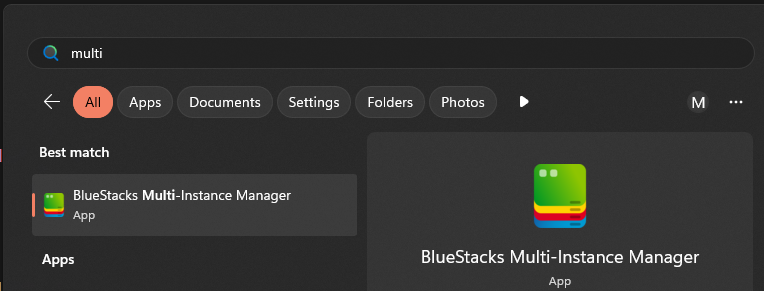 multi
All Apps Documents Settings Folders Photos M
Best match
BlueStacks Multi-Instance Manager
App
Apps
BlueStacks Multi-Instance Manager
App